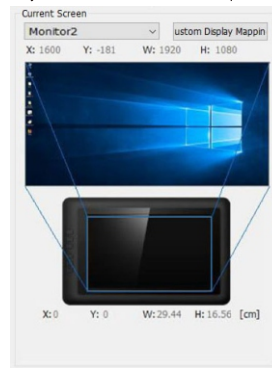 Current Screen
Monitor2 ustom Display Mappin
X: 1600 Y: -181 W: 1920 H: 1080
X:0 Y: 0 W:29.44 H:16.56 [cm]